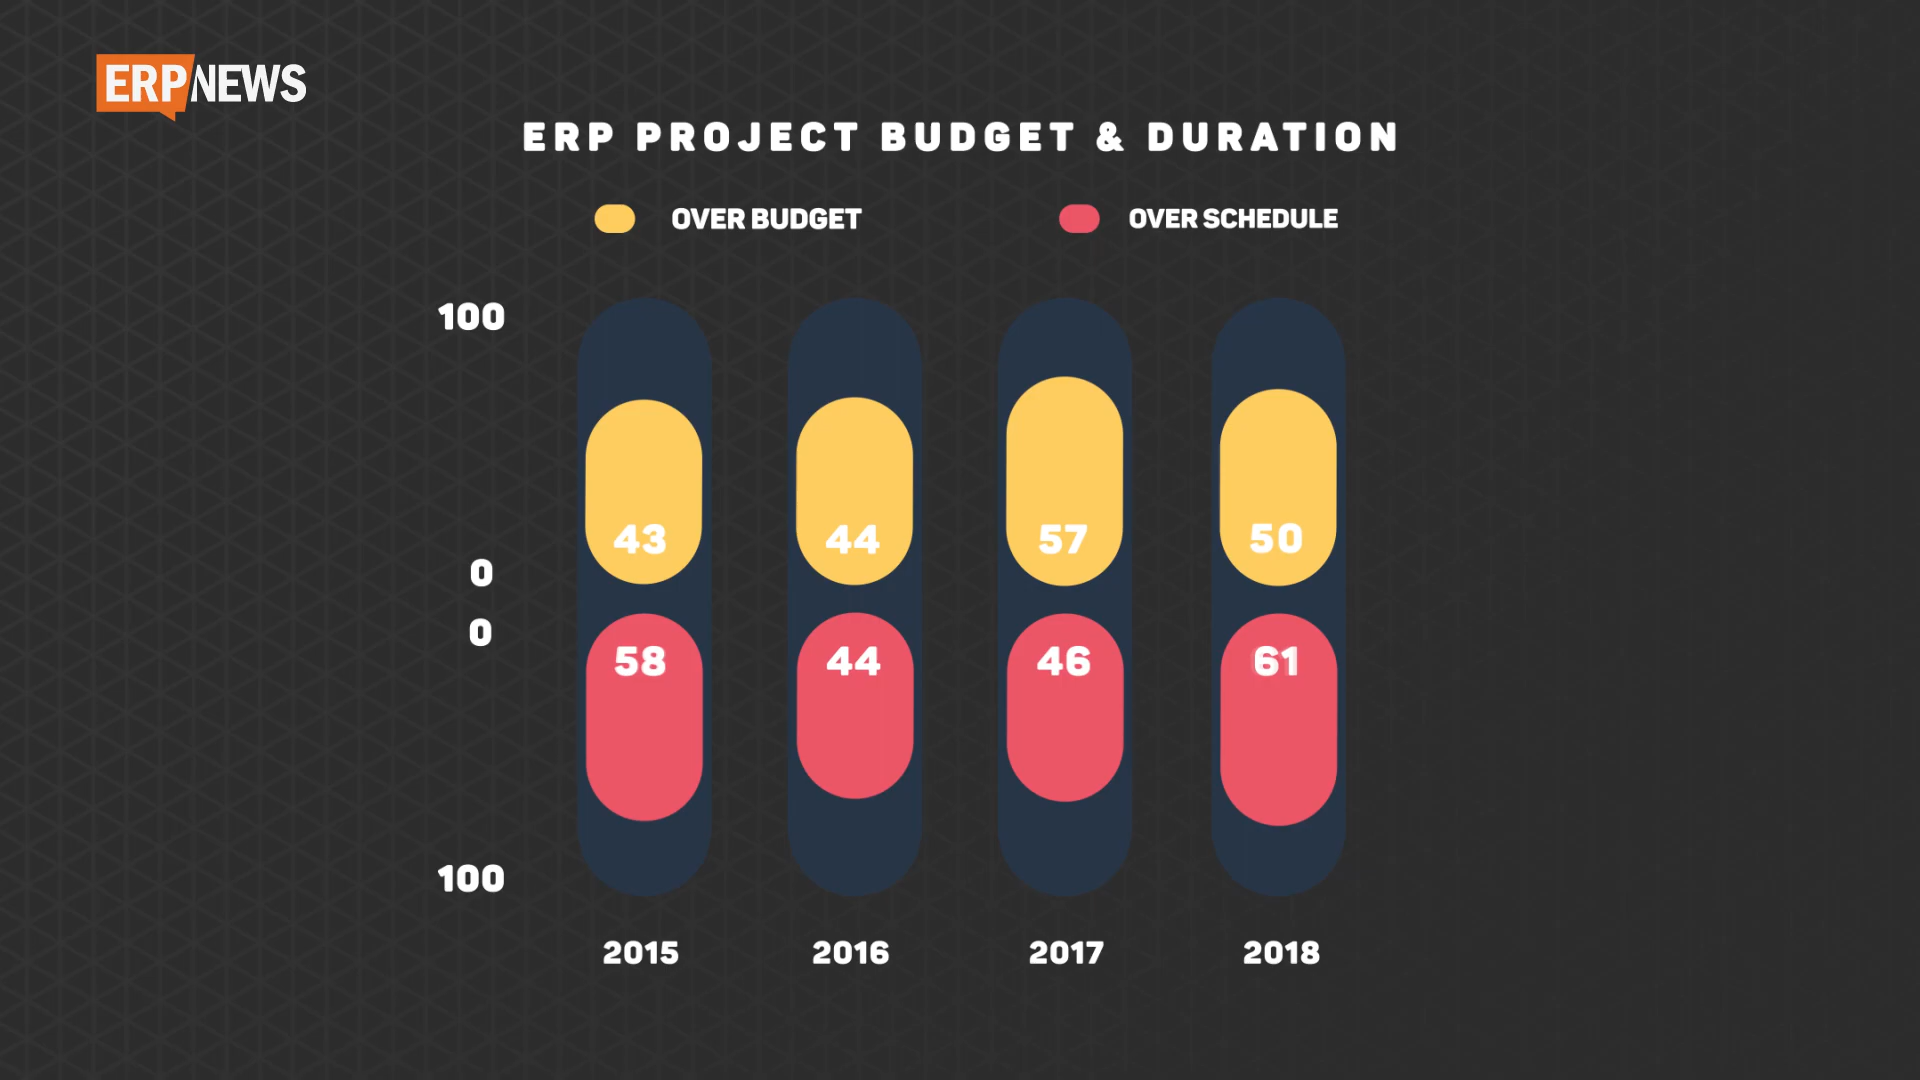 ERPNEWS
ERP PROJECT BUDGET & DURATION
OVER BUDGET OVER SCHEDULE
100
43 44 57 50
0
0
58 44 46 61
100
2015 2016 2017 2018